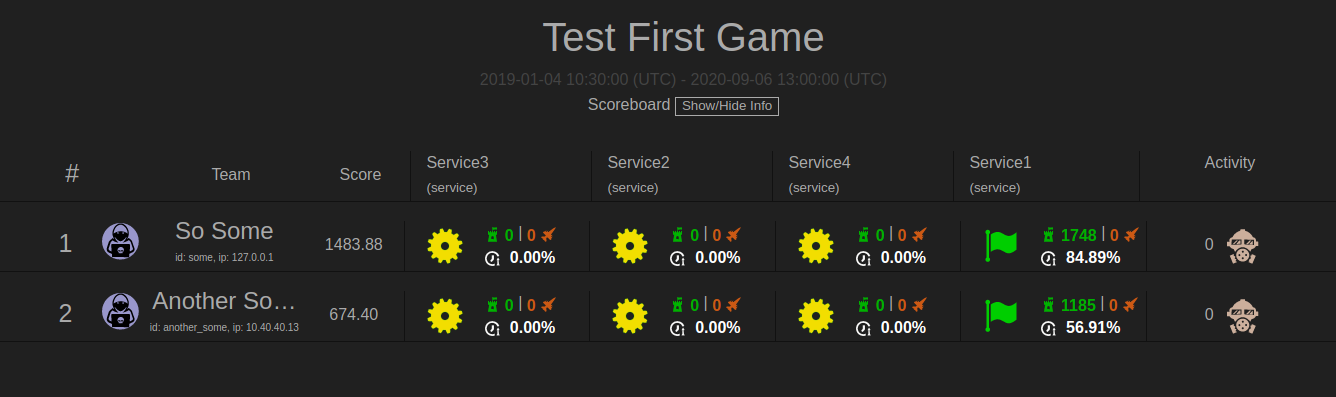 Test First Game
2019-01-04 10:30:00 (UTC) - 2020-09-06 13:00:00 (UTC)
Scoreboard Show/Hide Info
# Team Score Service3 Service2 Service4 Service1 Activity
(service) (service) (service) (service)
1 So Some 1483.88 0 | 0 0 | 0 0 | 0 1748 | 0 0
id: some, ip: 127.0.0.1 0.00% 0.00% 0.00% 84.89%
2 Another So... 674.40 0 | 0 0 | 0 0 | 0 1185 | 0 0
id: another_some, ip: 10.40.40.13 0.00% 0.00% 0.00% 56.91%